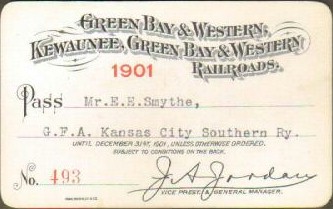 GREEN BAY & WESTERN,
KEWAUNEE, GREEN BAY & WESTERN
RAILROADS.
1901
Pass Mr.E.H.Smythe,
G.F.A. Kansas City Southern Ry.
UNTIL DECEMBER 31ST, 1901, UNLESS OTHERWISE ORDERED.
SUBJECT TO CONDITIONS ON THE BACK.
No. 493
J A Jordan
VICE PREST. & GENERAL MANAGER.